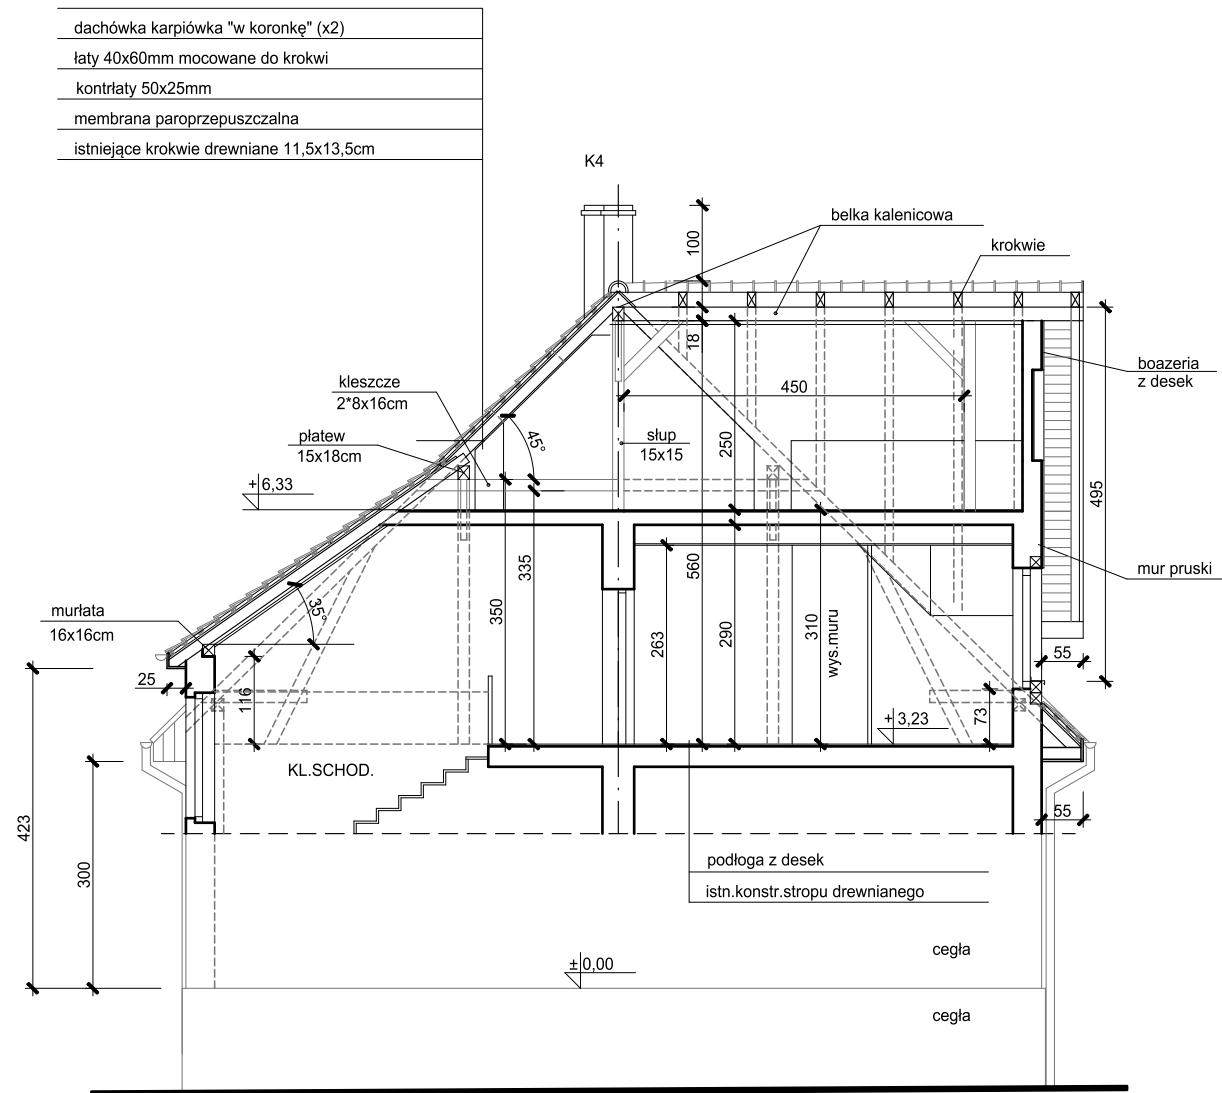 dachówka karpiówka "w koronkę" (x2)
łaty 40x60mm mocowane do krokwi
kontrłaty 50x25mm
membrana paroprzepuszczalna
istniejące krokwie drewniane 11,5x13,5cm
K4
belka kalenicowa
krokwie
100
18
boazeria
z desek
kleszcze
2*8x16cm
450
płatew
15x18cm
45°
słup
15x15
250
+6,33
495
335
560
350
310
wys.muru
263
290
mur pruski
murłata
16x16cm
35°
55
25
116
73
+ 3,23
KL.SCHOD.
423
300
55
podłoga z desek
istn.konstr.stropu drewnianego
cegła
±0,00
cegła